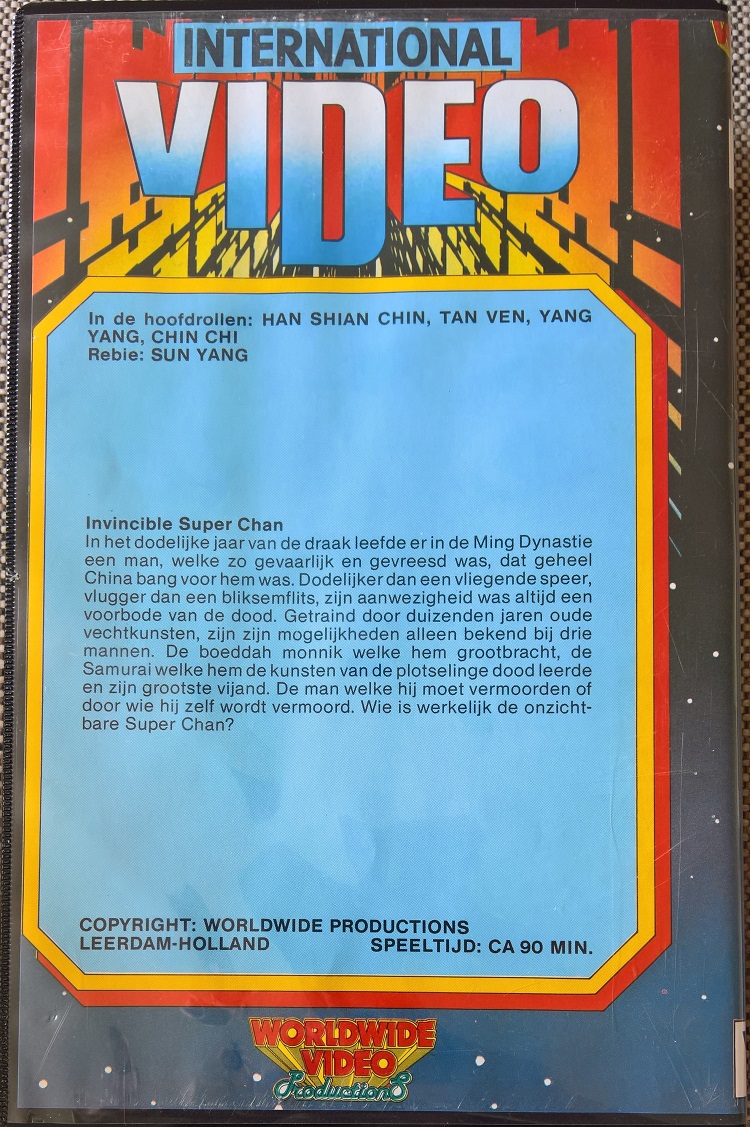 INTERNATIONAL
VIDEO
In de hoofdrollen: HAN SHIAN CHIN, TAN VEN, YANG
YANG, CHIN CHI
Rebie: SUN YANG
Invincible Super Chan
In het dodelijke jaar van de draak leefde er in de Ming Dynastie
een man, welke zo gevaarlijk en gevreesd was, dat geheel
China bang voor hem was. Dodelijker dan een vliegende speer,
vlugger dan een bliksemflits, zijn aanwezigheid was altijd een
voorbode van de dood. Getraind door duizenden jaren oude
vechtkunsten, zijn zijn mogelijkheden alleen bekend bij drie
mannen. De boeddah monnik welke hem grootbracht, de
Samurai welke hem de kunsten van de plotselinge dood leerde
en zijn grootste vijand. De man welke hij moet vermoorden of
door wie hij zelf wordt vermoord. Wie is werkelijk de onzicht-
bare Super Chan?
COPYRIGHT: WORLDWIDE PRODUCTIONS
LEERDAM-HOLLAND SPEELTIJD: CA 90 MIN.
WORLDWIDE
VIDEO
ProductionS